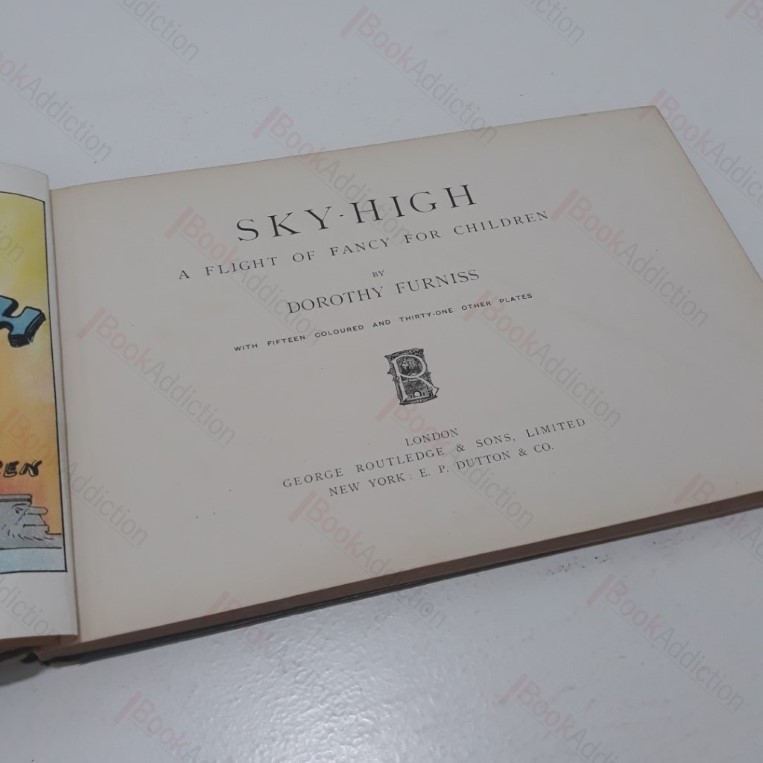 SKY-HIGH
A FLIGHT OF FANCY FOR CHILDREN
BY
DOROTHY FURNISS
WITH FIFTEEN COLOURED AND THIRTY-ONE OTHER PLATES
R
LONDON
GEORGE ROUTLEDGE & SONS, LIMITED
NEW YORK: E. P. DUTTON & CO.
BookAddiction